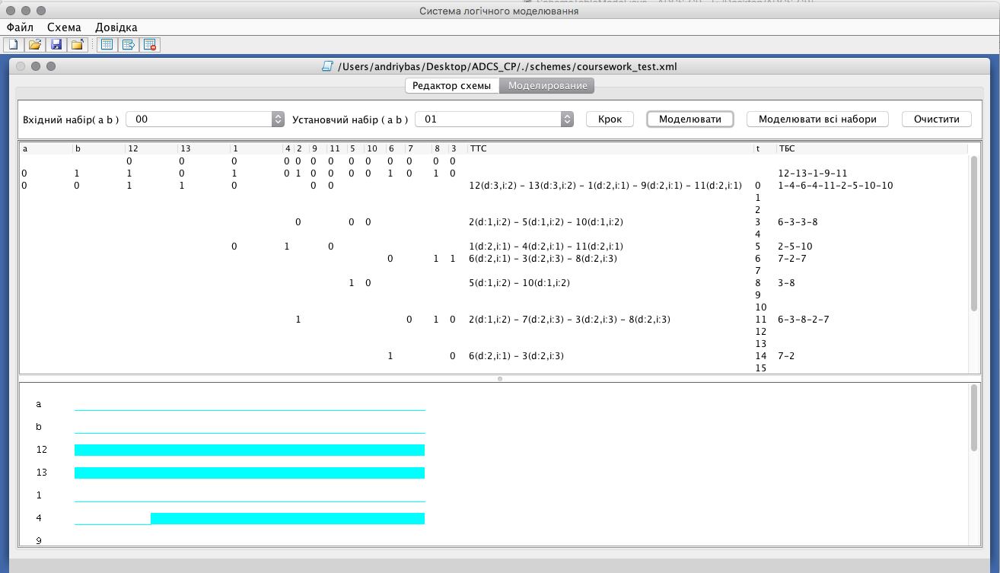 Система логічного моделювання
Файл Схема Довідка
/Users/andriybas/Desktop/ADCS_CP/./schemes/coursework_test.xml
Редактор схемы Моделирование
Вхідний набір( a b ) 00 Установчий набір ( a b ) 01 Крок Моделювати Моделювати всі набори Очистити
a b 12 13 1 4 2 9 11 5 10 6 7 8 3 ТТС t ТБС
0 0 0 0 0 0 0 0 0 0 0 0 0
0 1 1 0 1 0 1 0 0 0 0 1 0 1 0 12-13-1-9-11
0 0 1 1 0 0 0 12(d:3,i:2) - 13(d:3,i:2) - 1(d:2,i:1) - 9(d:2,i:1) - 11(d:2,i:1) 0 1-4-6-4-11-2-5-10-10
1
2
0 0 0 2(d:1,i:2) - 5(d:1,i:2) - 10(d:1,i:2) 3 6-3-3-8
4
0 1 0 1(d:2,i:1) - 4(d:2,i:1) - 11(d:2,i:1) 5 2-5-10
0 1 1 6(d:2,i:1) - 3(d:2,i:3) - 8(d:2,i:3) 6 7-2-7
7
1 0 5(d:1,i:2) - 10(d:1,i:2) 8 3-8
9
10
1 0 1 0 2(d:1,i:2) - 7(d:2,i:3) - 3(d:2,i:3) - 8(d:2,i:3) 11 6-3-8-2-7
12
13
1 0 6(d:2,i:1) - 3(d:2,i:3) 14 7-2
15
a
b
12
13
1
4
9